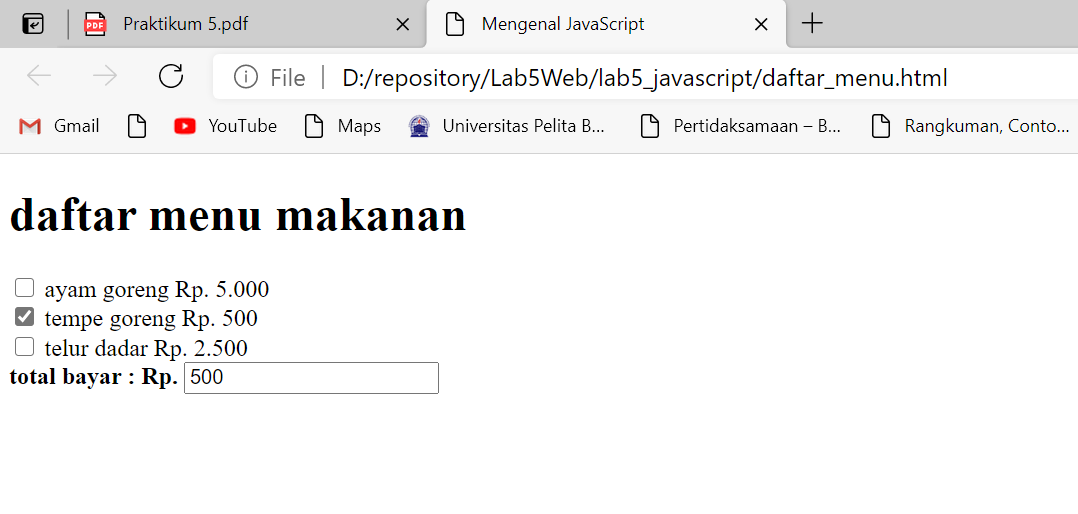 Praktikum 5.pdf Mengenal JavaScript
File D:/repository/Lab5Web/lab5_javascript/daftar_menu.html
Gmail YouTube Maps Universitas Pelita B... Pertidaksamaan – B... Rangkuman, Conto...
daftar menu makanan
ayam goreng Rp. 5.000
tempe goreng Rp. 500
telur dadar Rp. 2.500
total bayar : Rp. 500